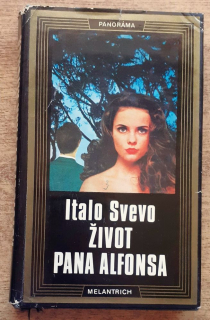 PANORÁMA
Italo Svevo
ŽIVOT
PANA ALFONSA
MELANTRICH